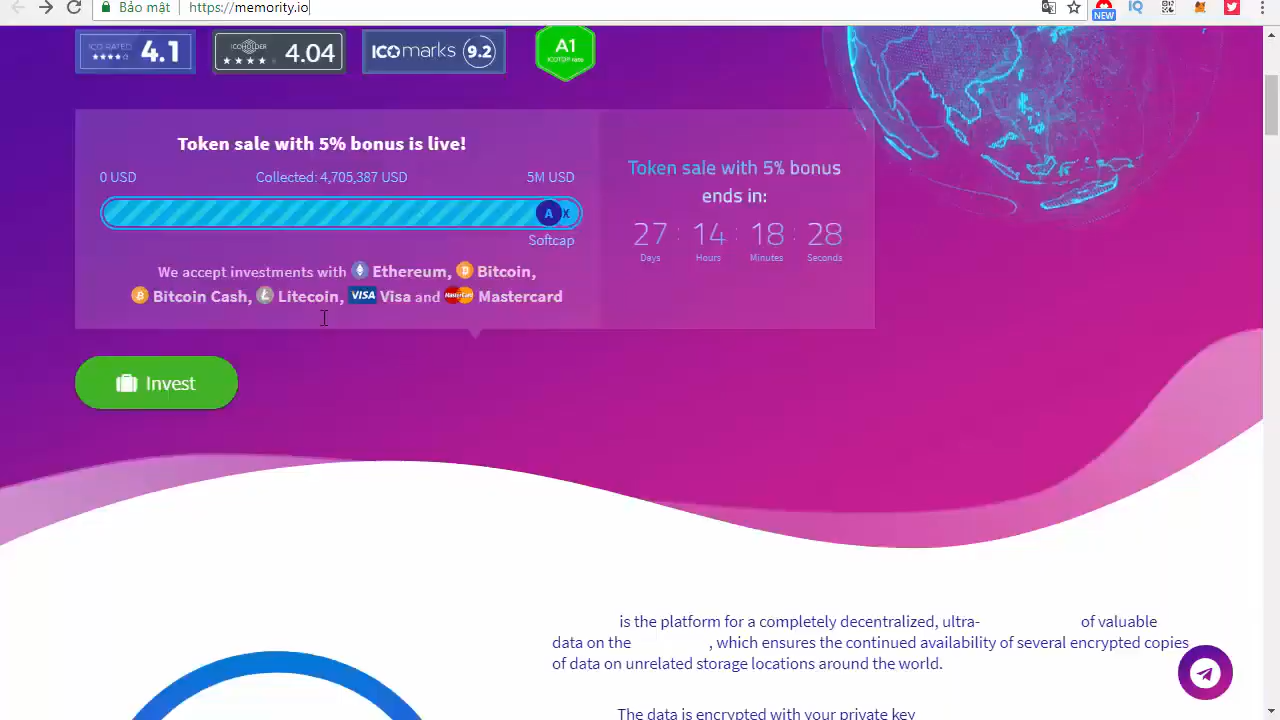 Bảo mật https://memority.io
NEW
ICO RATED 4.1
ICOHOLDER 4.04
ICOmarks 9.2
A1
Token sale with 5% bonus is live!
0 USD Collected: 4,705,387 USD 5M USD
A X
Softcap
We accept investments with Ethereum, Bitcoin,
Bitcoin Cash, Litecoin, VISA Visa and MasterCard Mastercard
Token sale with 5% bonus
ends in:
27 : 14 : 18 : 28
Days Hours Minutes Seconds
Invest
is the platform for a completely decentralized, ultra- of valuable
data on the , which ensures the continued availability of several encrypted copies
of data on unrelated storage locations around the world.
The data is encrypted with your private key